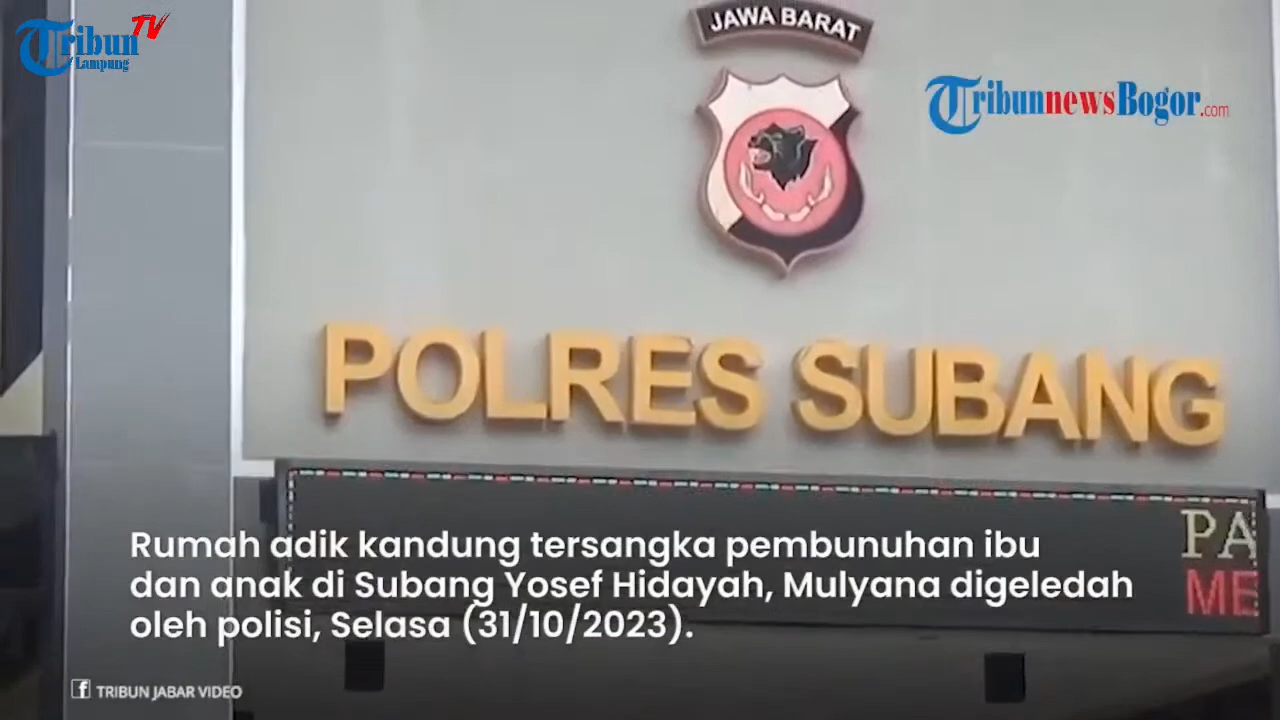 Tribun TV
Lampung
JAWA BARAT
TribunnewsBogor.com
POLRES SUBANG
PA
ME
Rumah adik kandung tersangka pembunuhan ibu
dan anak di Subang Yosef Hidayah, Mulyana digeledah
oleh polisi, Selasa (31/10/2023).
TRIBUN JABAR VIDEO